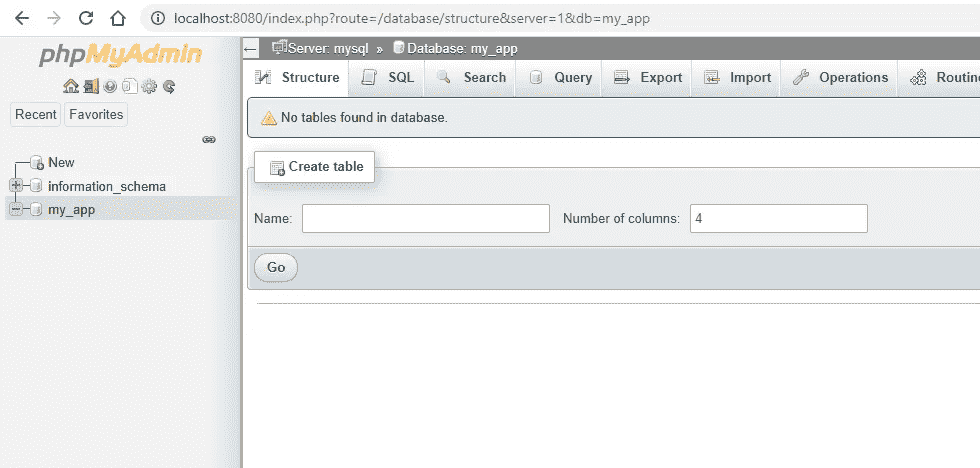 localhost:8080/index.php?route=/database/structure&server=1&db=my_app
phpMyAdmin
Recent Favorites
New
information_schema
my_app
Server: mysql » Database: my_app
Structure SQL Search Query Export Import Operations Routin
No tables found in database.
Create table
Name: Number of columns: 4
Go